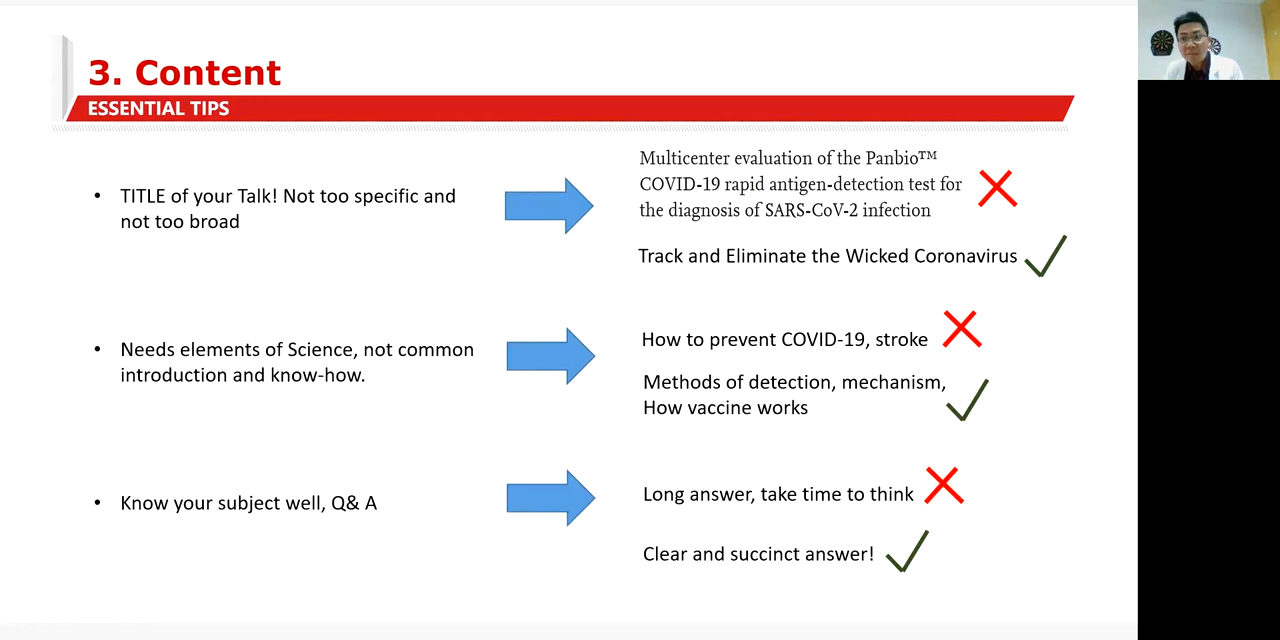 3. Content
ESSENTIAL TIPS
• TITLE of your Talk! Not too specific and
not too broad
Multicenter evaluation of the Panbio™
COVID-19 rapid antigen-detection test for
the diagnosis of SARS-CoV-2 infection
Track and Eliminate the Wicked Coronavirus
• Needs elements of Science, not common
introduction and know-how.
How to prevent COVID-19, stroke
Methods of detection, mechanism,
How vaccine works
• Know your subject well, Q& A
Long answer, take time to think
Clear and succinct answer!